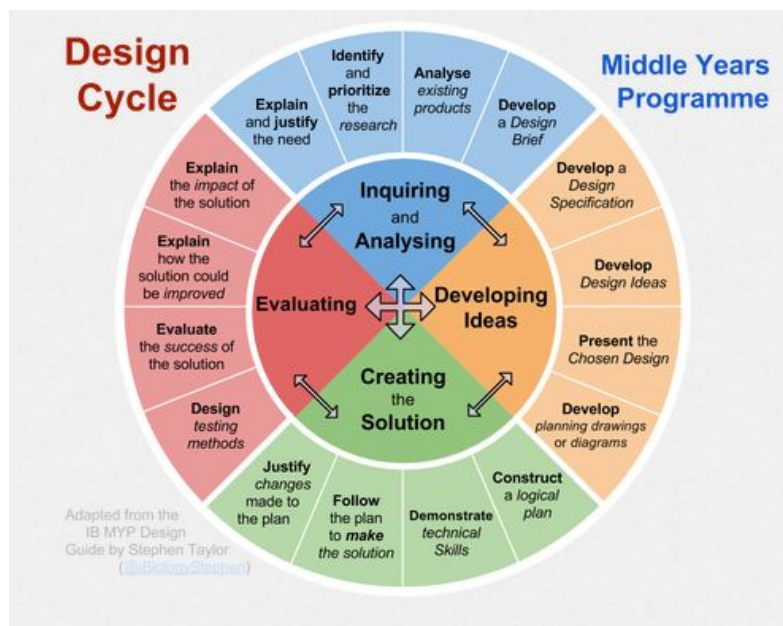 Design
Cycle
Middle Years
Programme
Explain
and justify
the need
Identify
and
prioritize
the
research
Analyse
existing
products
Develop
a Design
Brief
Develop a
Design
Specification
Develop
Design Ideas
Present the
Chosen Design
Develop
planning drawings
or diagrams
Construct
a logical
plan
Demonstrate
technical
Skills
Follow
the plan
to make
the solution
Justify
changes
made to
the plan
Design
testing
methods
Evaluate
the success of
the solution
Explain
how the
solution could
be improved
Explain
the impact of
the solution
Inquiring
and
Analysing
Developing
Ideas
Creating
the
Solution
Evaluating
Adapted from the
IB MYP Design
Guide by Stephen Taylor
(@iBiologyStephen)